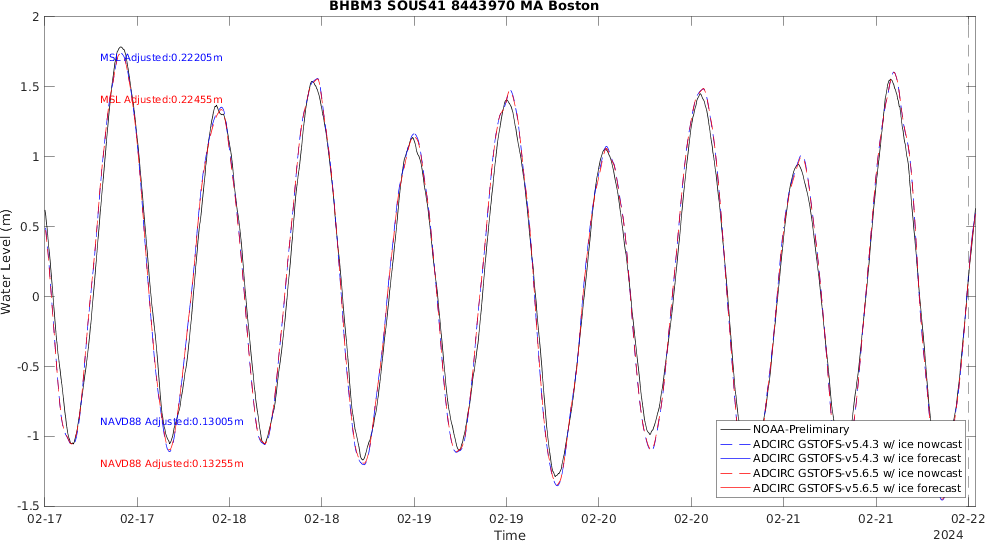 BHBM3 SOUS41 8443970 MA Boston
2
MSL Adjusted:0.22205m
1.5
MSL Adjusted:0.22455m
1
0.5
Water Level (m)
0
-0.5
NAVD88 Adjusted:0.13005m
NOAA-Preliminary
-1
ADCIRC GSTOFS-v5.4.3 w/ ice nowcast
ADCIRC GSTOFS-v5.4.3 w/ ice forecast
NAVD88 Adjusted:0.13255m
ADCIRC GSTOFS-v5.6.5 w/ ice nowcast
ADCIRC GSTOFS-v5.6.5 w/ ice forecast
-1.5
02-17 02-17 02-18 02-18 02-19 02-19 02-20 02-20 02-21 02-21 02-22
Time
2024